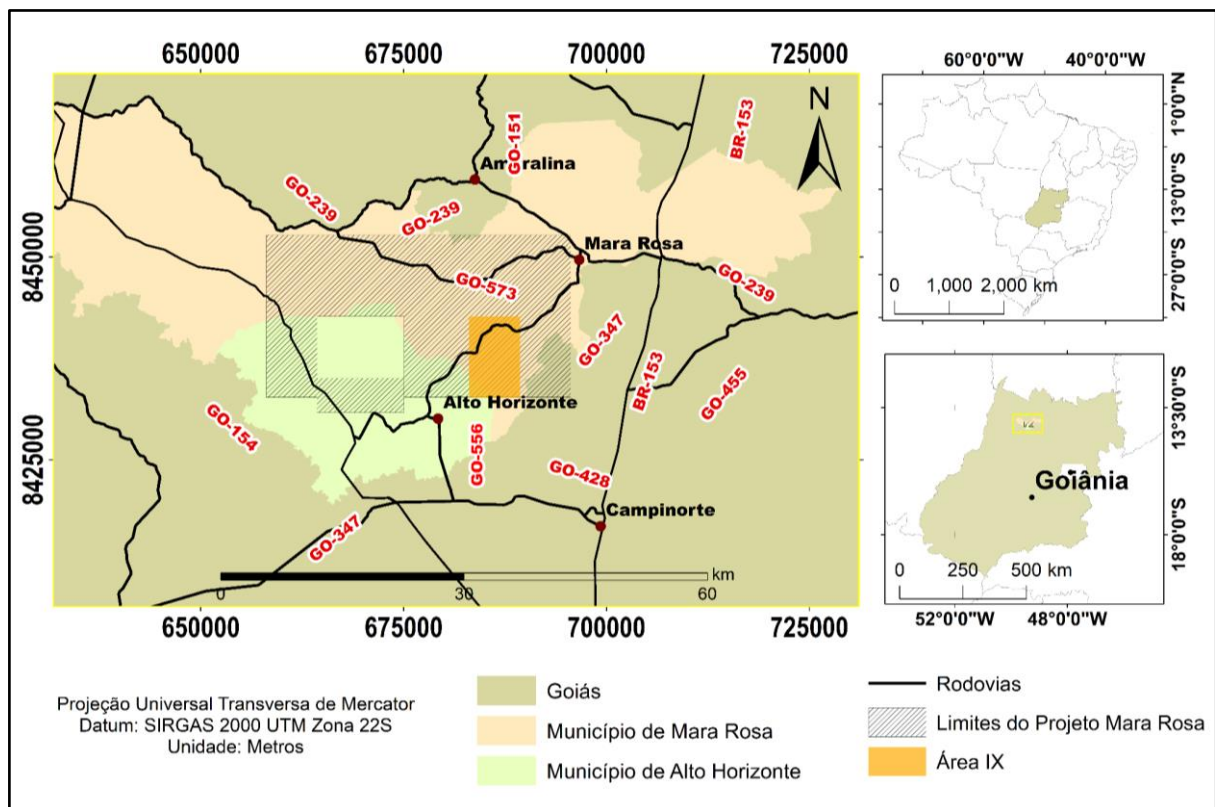 650000 675000 700000 725000
N
GO-151
BR-153
Amaralina
GO-239
GO-239
Mara Rosa
8450000
GO-573
GO-239
GO-347
BR-153
GO-455
Alto Horizonte
GO-154
GO-556
8425000
GO-428
Campinorte
GO-347
km
0 30 60
650000 675000 700000 725000
60°0'0"W 40°0'0"W
1°0'0"N
13°0'0"S
27°0'0"S
0 1,000 2,000 km
13°30'0"S
Goiânia
18°0'0"S
0 250 500 km
52°0'0"W 48°0'0"W
Projeção Universal Transversa de Mercator
Datum: SIRGAS 2000 UTM Zona 22S
Unidade: Metros
Goiás
Município de Mara Rosa
Município de Alto Horizonte
Rodovias
Limites do Projeto Mara Rosa
Área IX